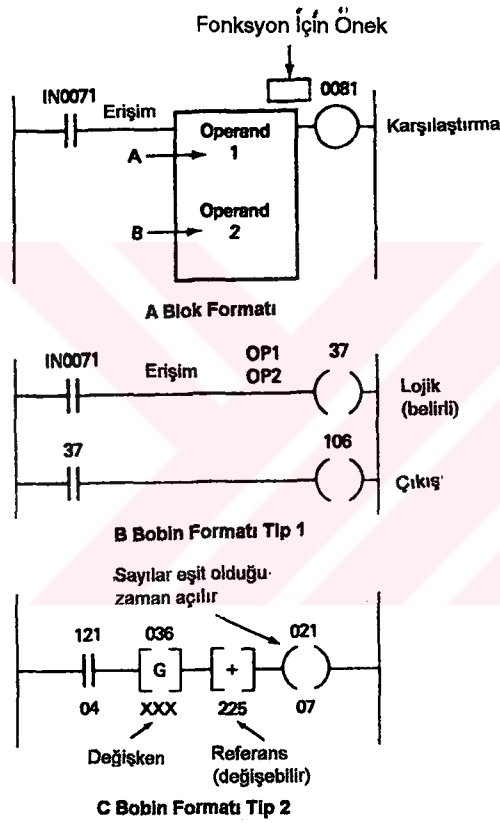 Fonksyon İçin Önek
0081
IN0071
Erişim
Operand
1
Karşılaştırma
A
Operand
2
B
A Blok Formatı
IN0071
Erişim
OP1
OP2
37
Lojik
(belirli)
37
106
Çıkış
B Bobin Formatı Tip 1
Sayılar eşit olduğu
zaman açılır
121
036
021
G
+
04
XXX
225
07
Değişken
Referans
(değişebilir)
C Bobin Formatı Tip 2